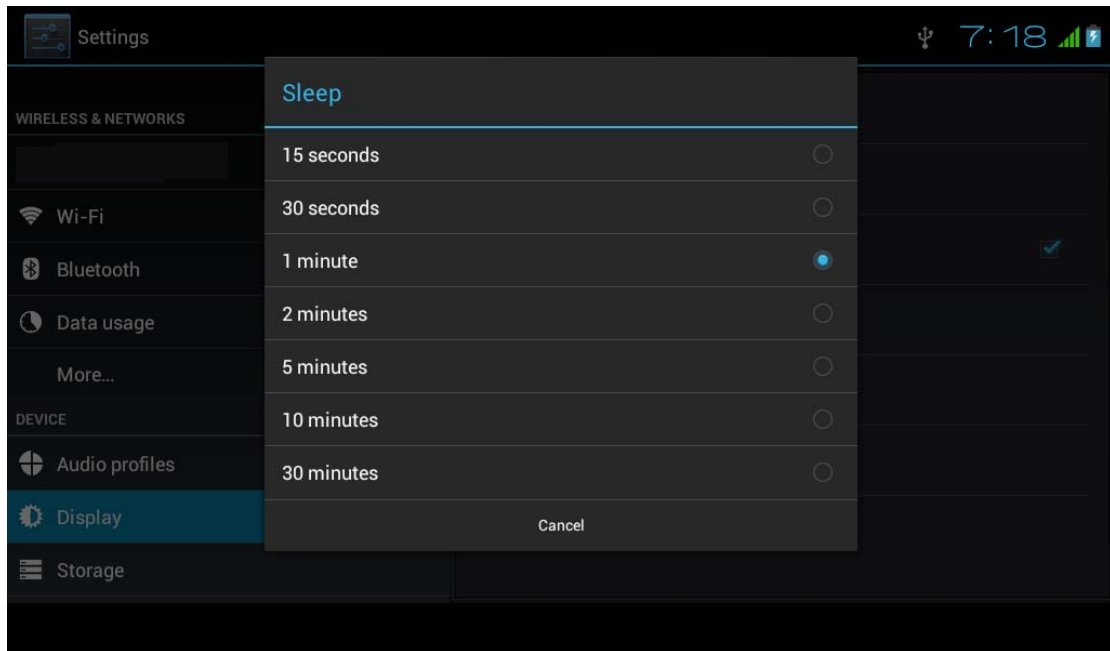 Settings
7:18
WIRELESS & NETWORKS
Wi-Fi
Bluetooth
Data usage
More...
DEVICE
Audio profiles
Display
Storage
Sleep
15 seconds
30 seconds
1 minute
2 minutes
5 minutes
10 minutes
30 minutes
Cancel